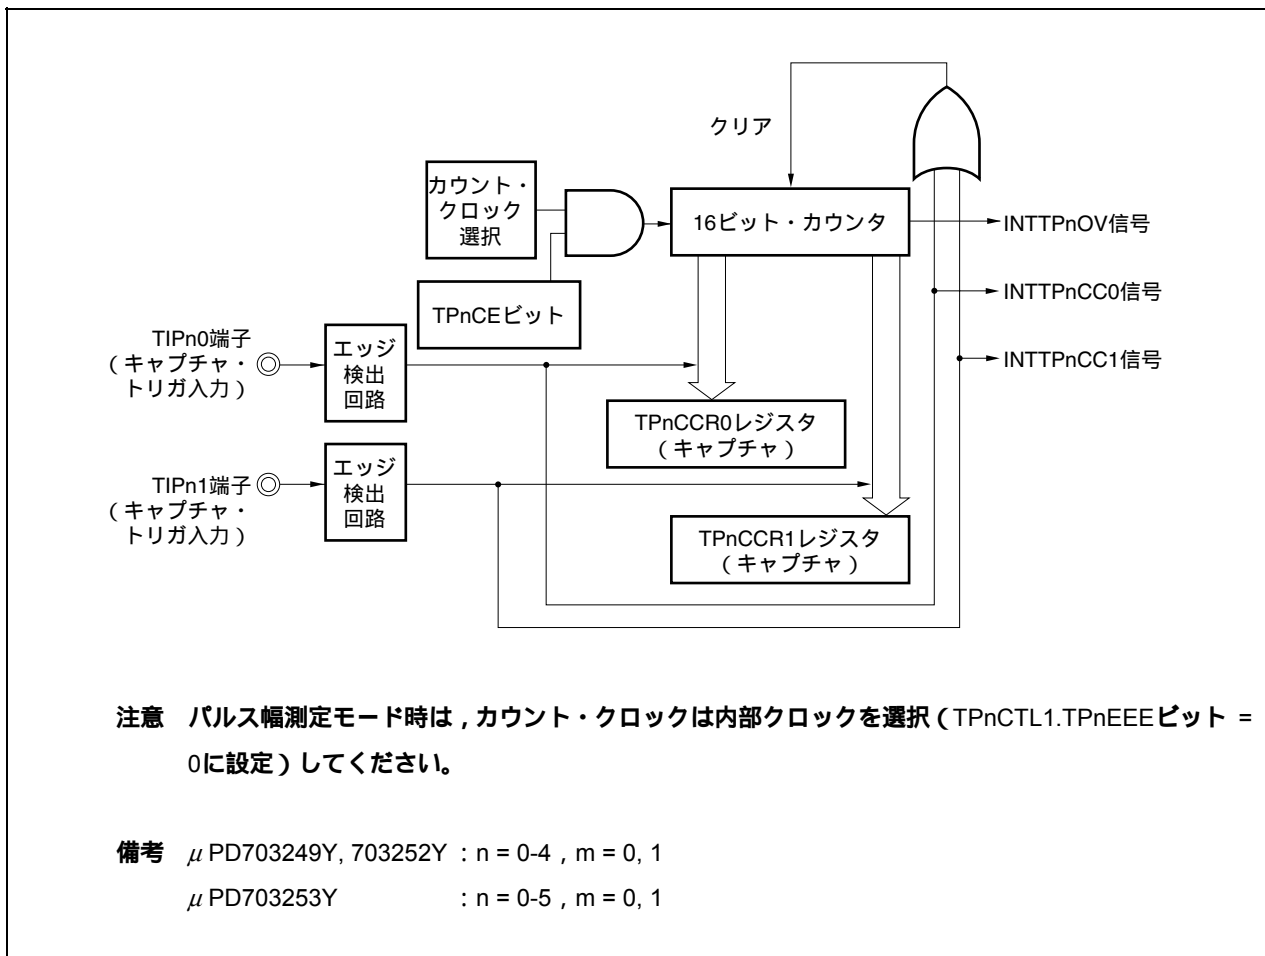 クリア
カウント・
クロック
選択
16ビット・カウンタ
INTTPnOV信号
TPnCEビット
INTTPnCC0信号
TIPn0端子
（キャプチャ・
トリガ入力）
エッジ
検出
回路
INTTPnCC1信号
TPnCCR0レジスタ
（キャプチャ）
TIPn1端子
（キャプチャ・
トリガ入力）
エッジ
検出
回路
TPnCCR1レジスタ
（キャプチャ）
注意 パルス幅測定モード時は，カウント・クロックは内部クロックを選択（TPnCTL1.TPnEEEビット =
0に設定）してください。
備考 μPD703249Y, 703252Y：n = 0-4，m = 0, 1
μPD703253Y：n = 0-5，m = 0, 1